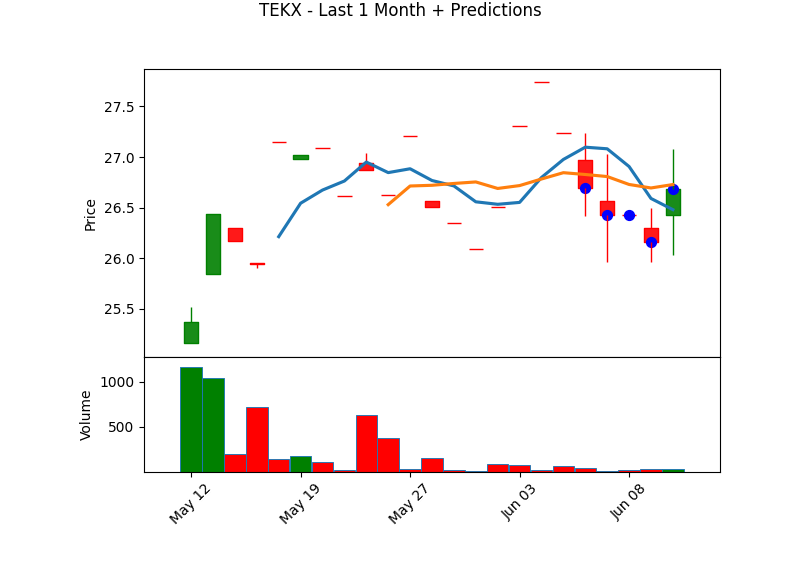 TEKX - Last 1 Month + Predictions
27.5
27.0
26.5
26.0
25.5
Price
1000
500
Volume
May 12
May 19
May 27
Jun 03
Jun 08